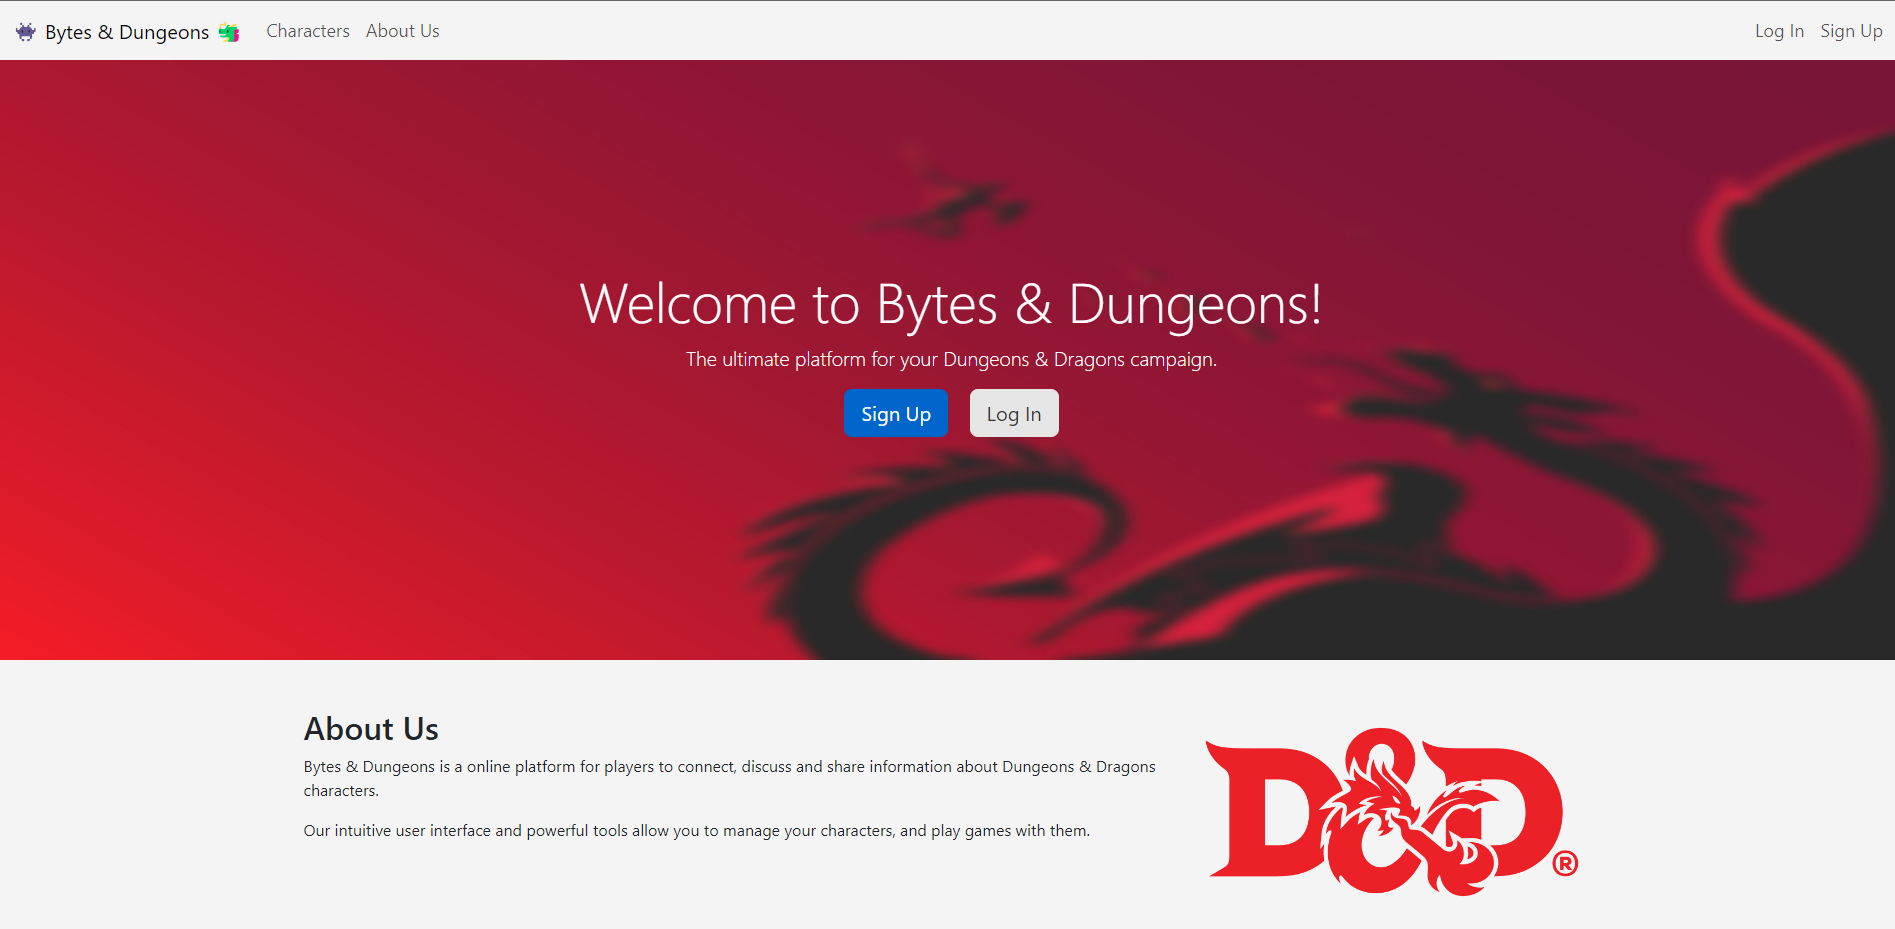 Bytes & Dungeons Characters About Us Log In Sign Up
Welcome to Bytes & Dungeons!
The ultimate platform for your Dungeons & Dragons campaign.
Sign Up Log In
About Us
Bytes & Dungeons is a online platform for players to connect, discuss and share information about Dungeons & Dragons
characters.
Our intuitive user interface and powerful tools allow you to manage your characters, and play games with them.
D&D®